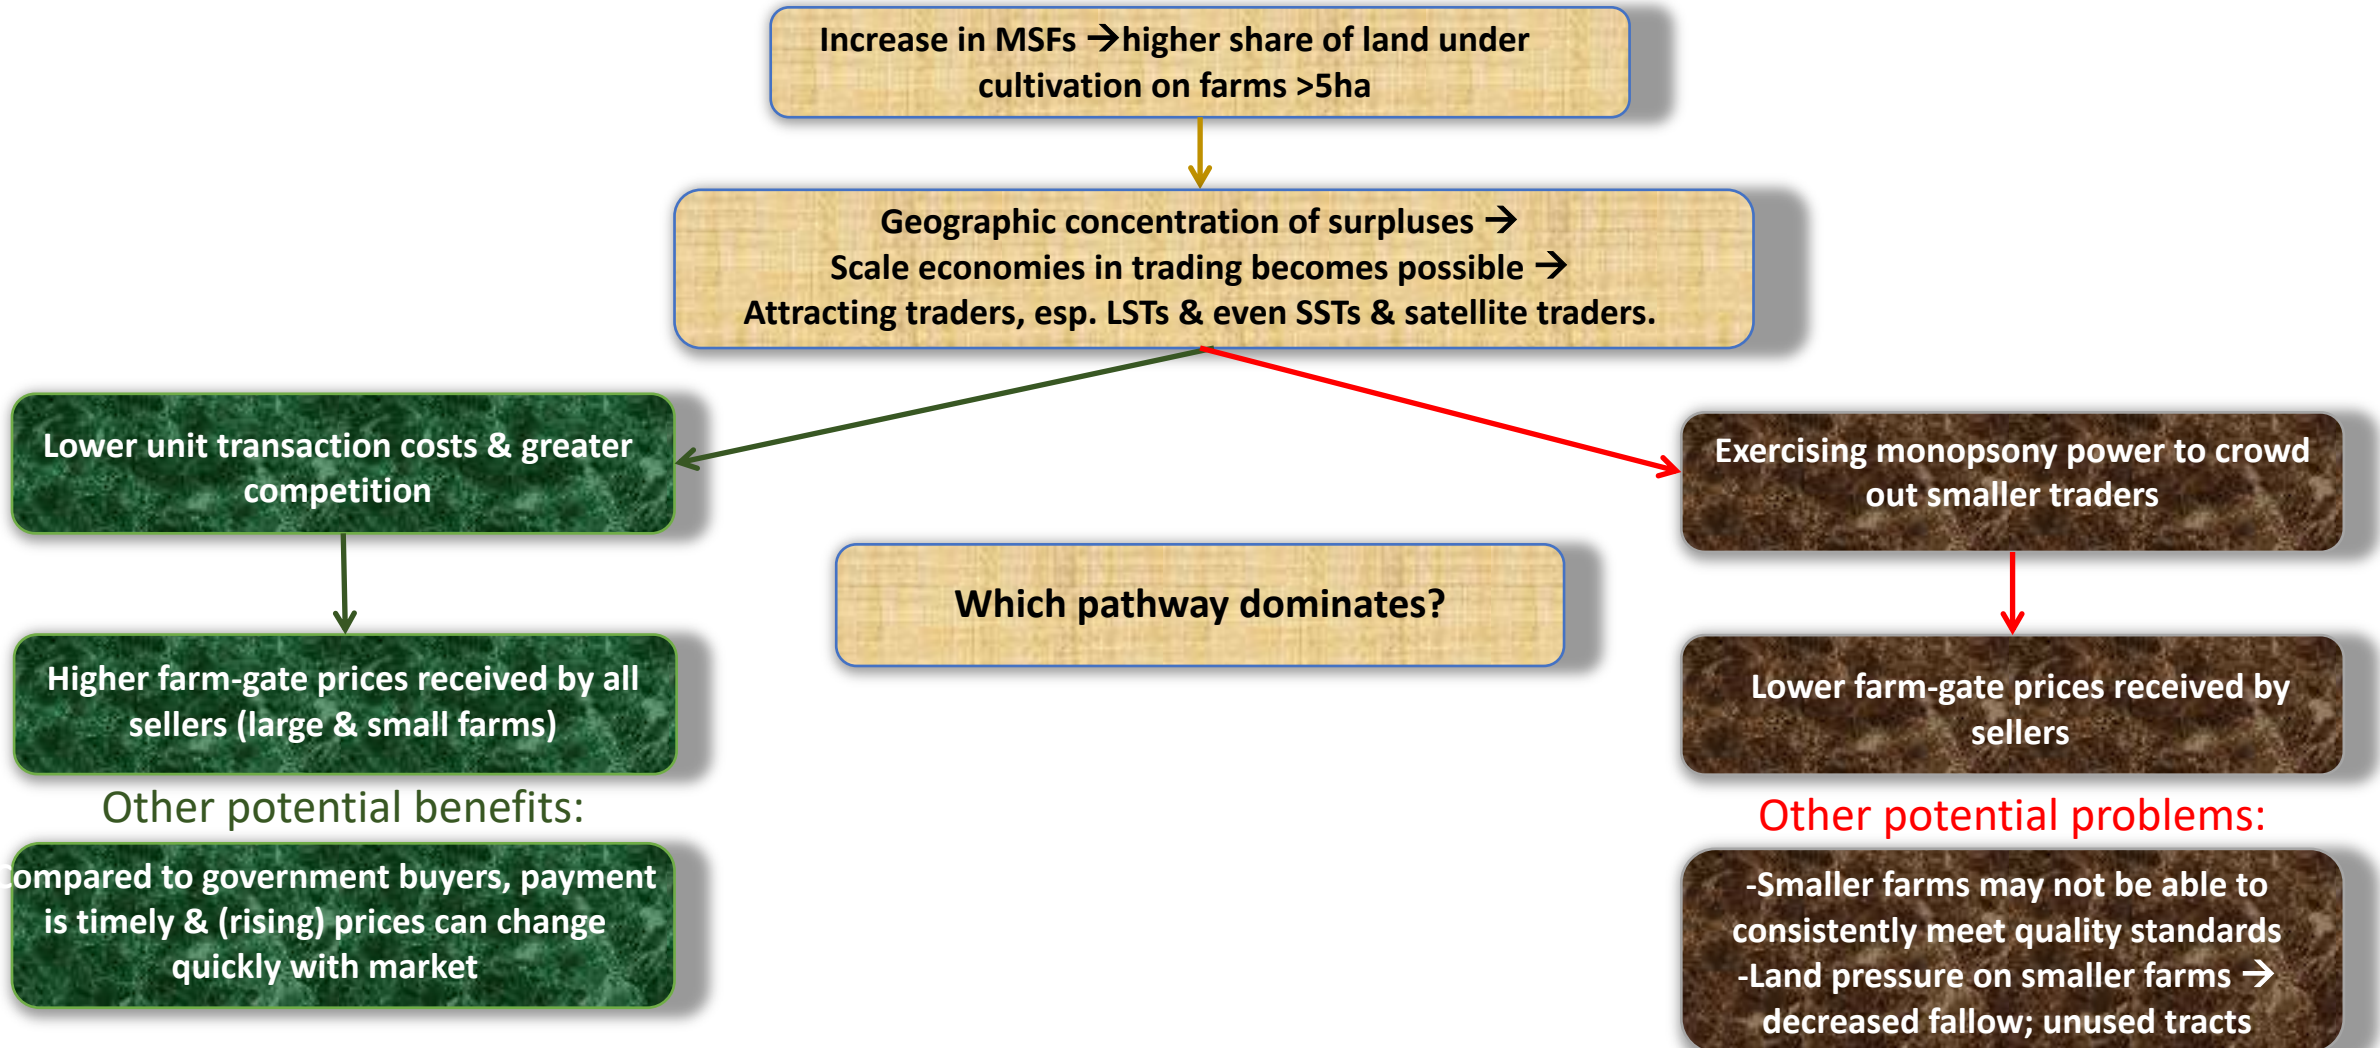 Increase in MSFs →higher share of land under
cultivation on farms >5ha
Geographic concentration of surpluses →
Scale economies in trading becomes possible →
Attracting traders, esp. LSTs & even SSTs & satellite traders.
Lower unit transaction costs & greater
competition
Exercising monopsony power to crowd
out smaller traders
Which pathway dominates?
Higher farm-gate prices received by all
sellers (large & small farms)
Lower farm-gate prices received by
sellers
Other potential benefits:
Other potential problems:
Compared to government buyers, payment
is timely & (rising) prices can change
quickly with market
-Smaller farms may not be able to
consistently meet quality standards
-Land pressure on smaller farms →
decreased fallow; unused tracts